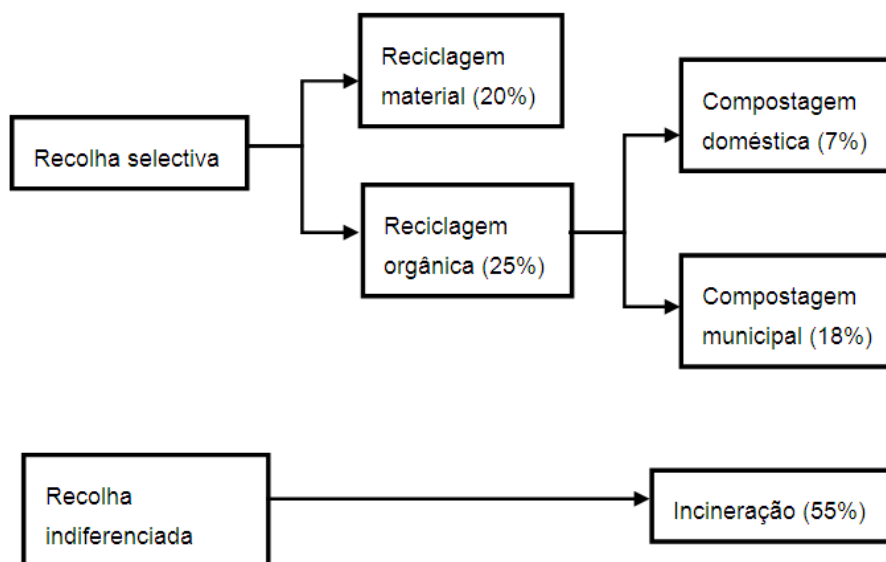 Reciclagem
material (20%)
Compostagem
doméstica (7%)
Recolha selectiva
Reciclagem
orgânica (25%)
Compostagem
municipal (18%)
Recolha
indiferenciada
Incineração (55%)